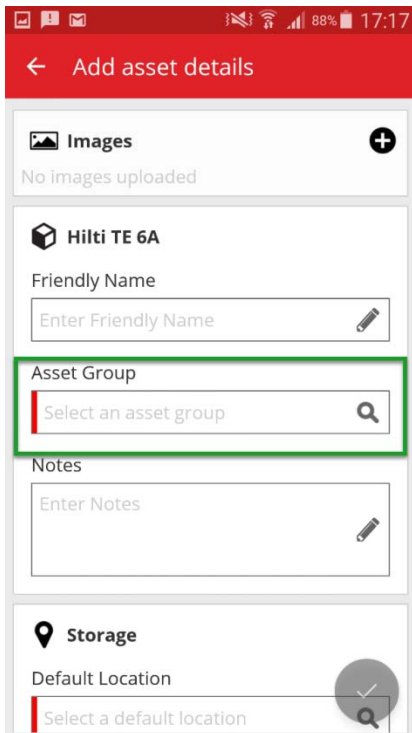 88% 17:17
Add asset details
Images
No images uploaded
Hilti TE 6A
Friendly Name
Enter Friendly Name
Asset Group
Select an asset group
Notes
Enter Notes
Storage
Default Location
Select a default location